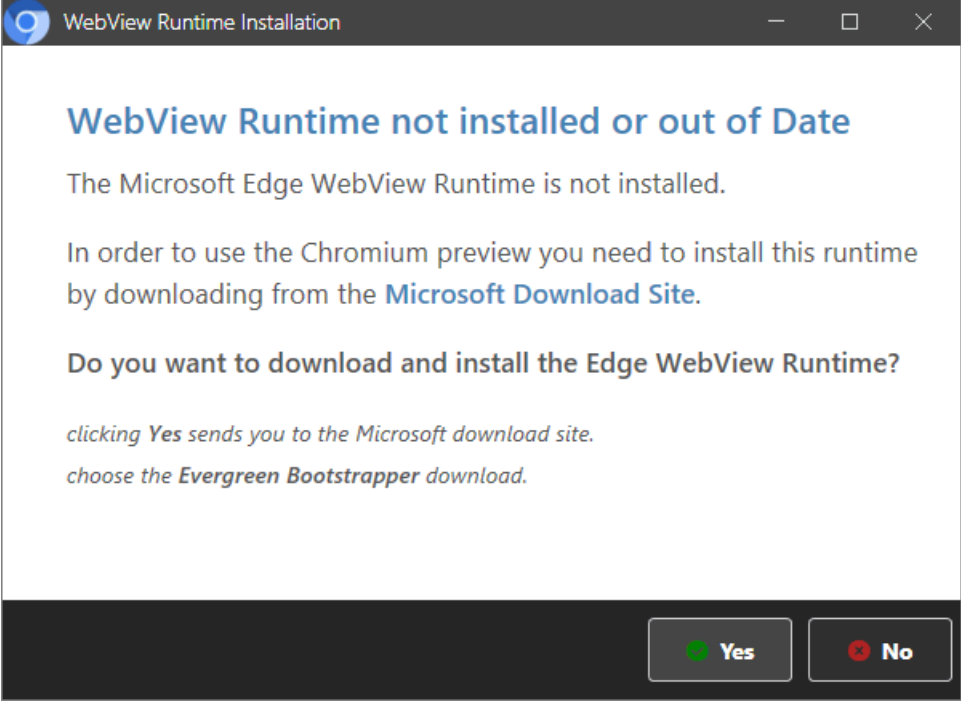 WebView Runtime Installation
WebView Runtime not installed or out of Date
The Microsoft Edge WebView Runtime is not installed.
In order to use the Chromium preview you need to install this runtime
by downloading from the Microsoft Download Site.
Do you want to download and install the Edge WebView Runtime?
clicking Yes sends you to the Microsoft download site.
choose the Evergreen Bootstrapper download.
Yes
No